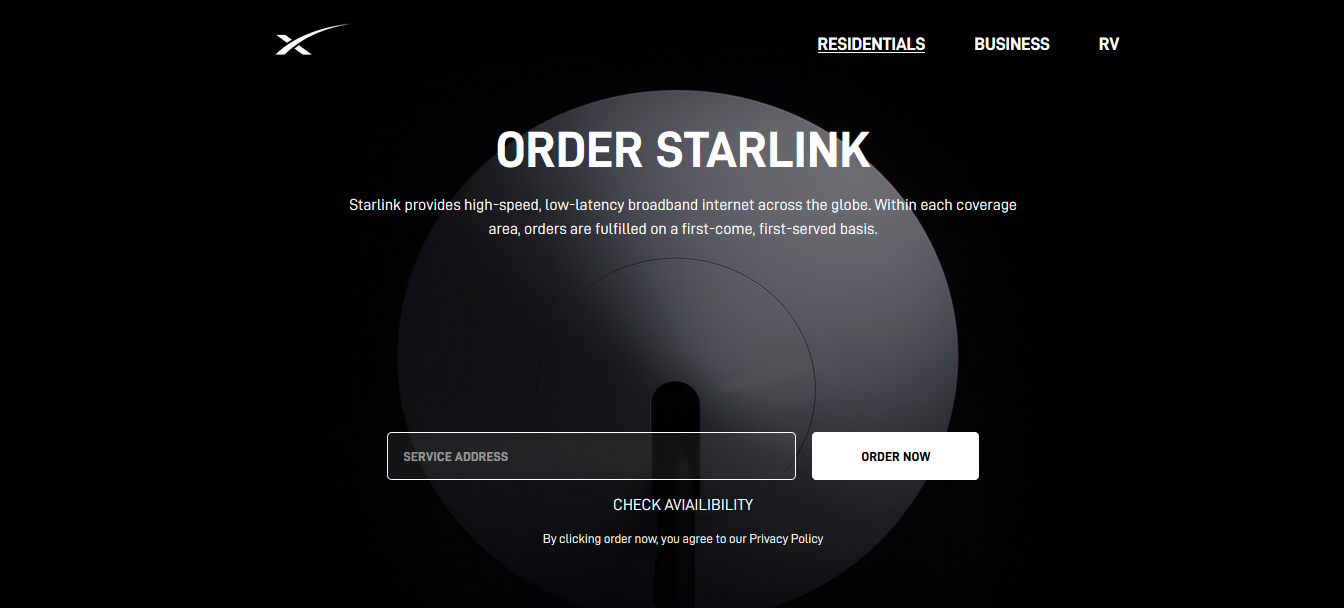 RESIDENTIALS BUSINESS RV
ORDER STARLINK
Starlink provides high-speed, low-latency broadband internet across the globe. Within each coverage
area, orders are fulfilled on a first-come, first-served basis.
SERVICE ADDRESS
ORDER NOW
CHECK AVIAILIBILITY
By clicking order now, you agree to our Privacy Policy